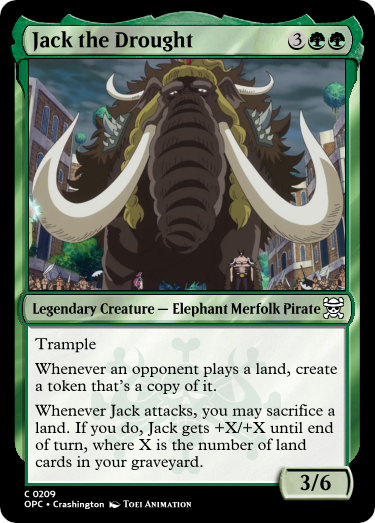 Jack the Drought 3
Legendary Creature — Elephant Merfolk Pirate
Trample
Whenever an opponent plays a land, create
a token that's a copy of it.
Whenever Jack attacks, you may sacrifice a
land. If you do, Jack gets +X/+X until end
of turn, where X is the number of land
cards in your graveyard.
3/6
C 0209
OPC • Crashington TOEI ANIMATION